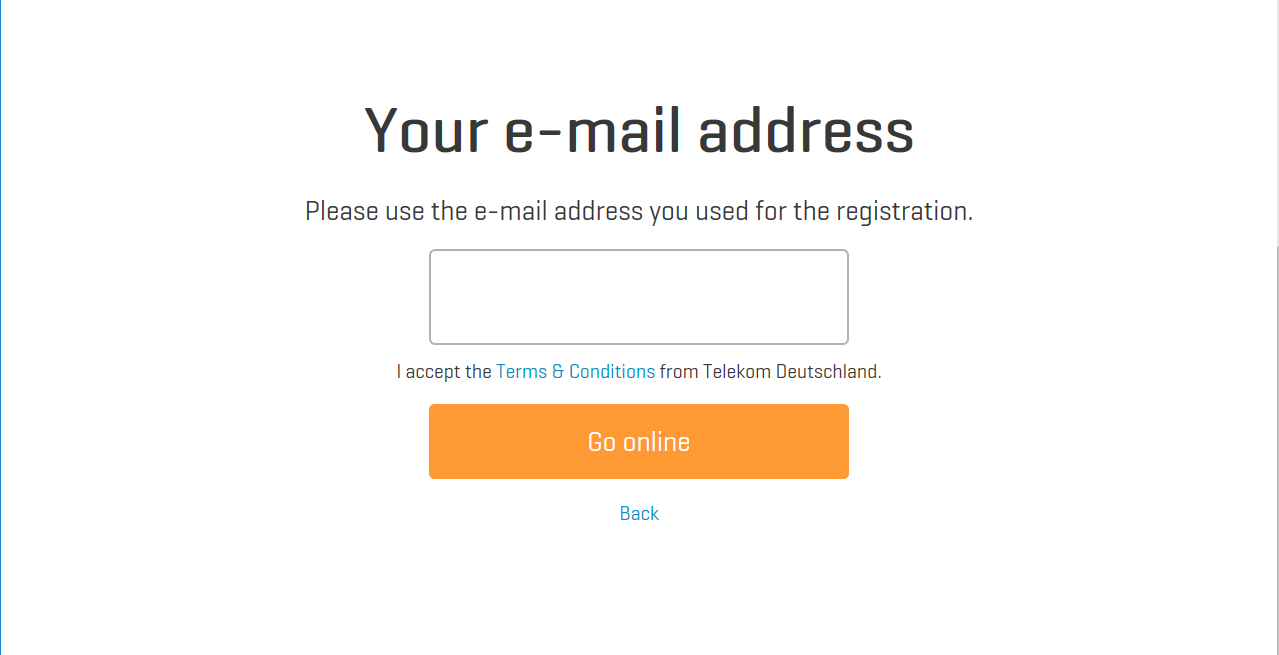 Your e-mail address
Please use the e-mail address you used for the registration.
I accept the Terms & Conditions from Telekom Deutschland.
Go online
Back